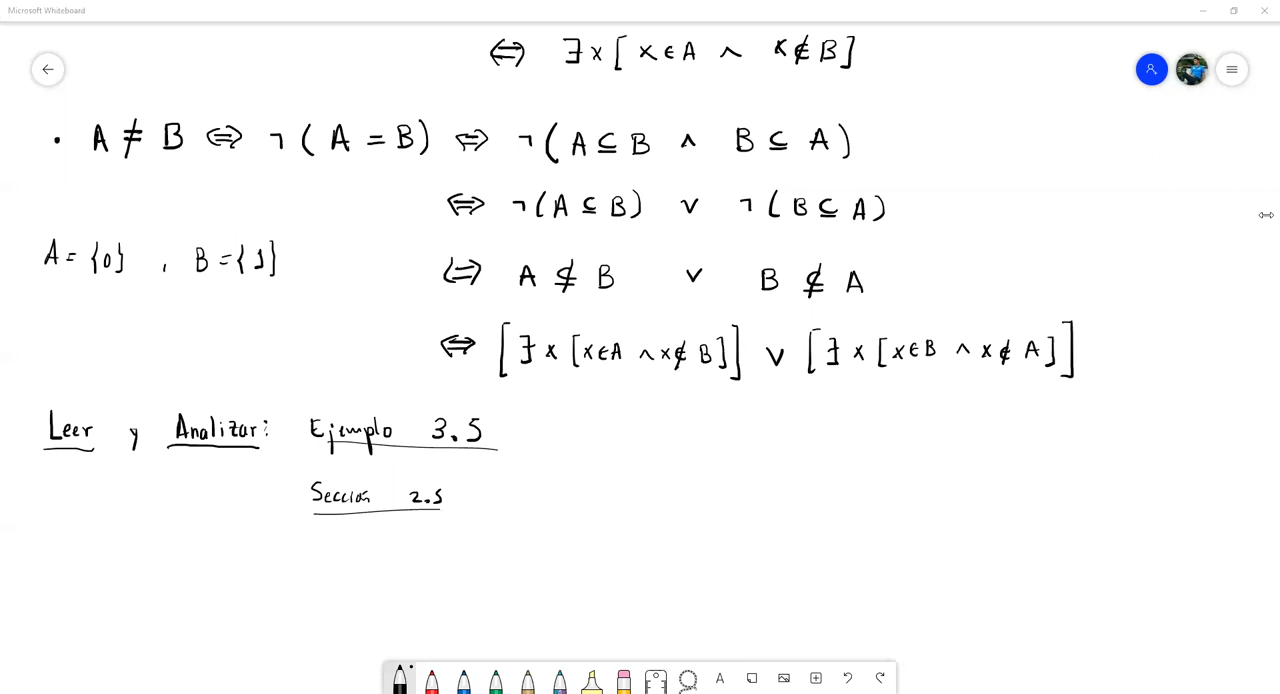 Microsoft Whiteboard
⟺ ∃ x [ x ∈ A ∧ x ∉ B ]
• A ≠ B ⟺ ¬ ( A = B ) ⟺ ¬ ( A ⊆ B ∧ B ⊆ A )
⟺ ¬ ( A ⊆ B ) ∨ ¬ ( B ⊆ A )
A = {0} , B = {1}
⟺ A ⊈ B ∨ B ⊈ A
⟺ [ ∃ x [ x ∈ A ∧ x ∉ B ] ] ∨ [ ∃ x [ x ∈ B ∧ x ∉ A ] ]
Leer y Analizar: Ejemplo 3.5
Sección 2.5
A